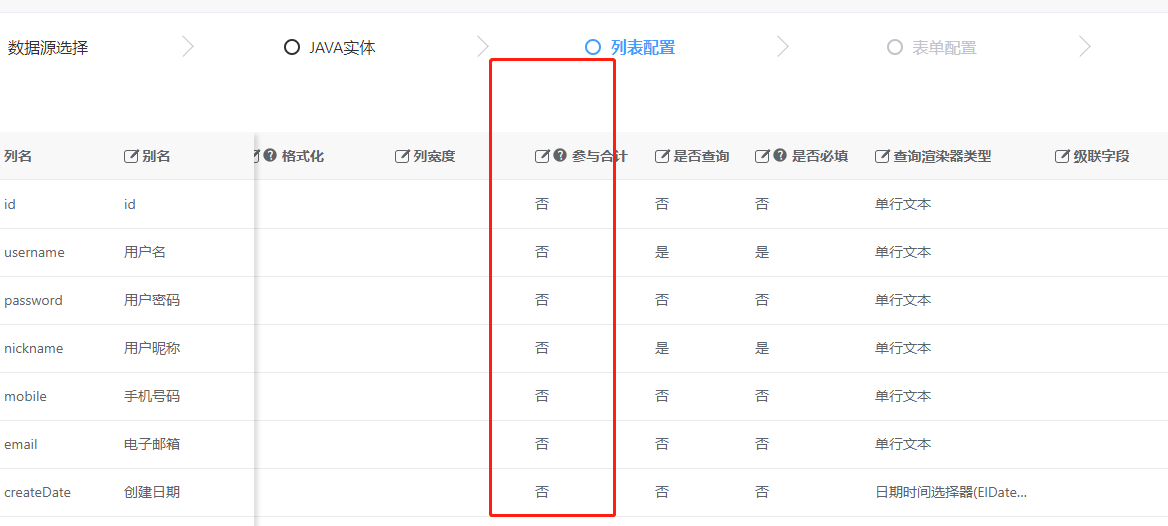 数据源选择 JAVA实体 列表配置 表单配置
列名 别名 格式化 列宽度 参与合计 是否查询 是否必填 查询渲染器类型 级联字段
id id 否 否 否 单行文本
username 用户名 否 是 是 单行文本
password 用户密码 否 否 否 单行文本
nickname 用户昵称 否 是 是 单行文本
mobile 手机号码 否 否 否 单行文本
email 电子邮箱 否 否 否 单行文本
createDate 创建日期 否 否 否 日期时间选择器(ElDate...